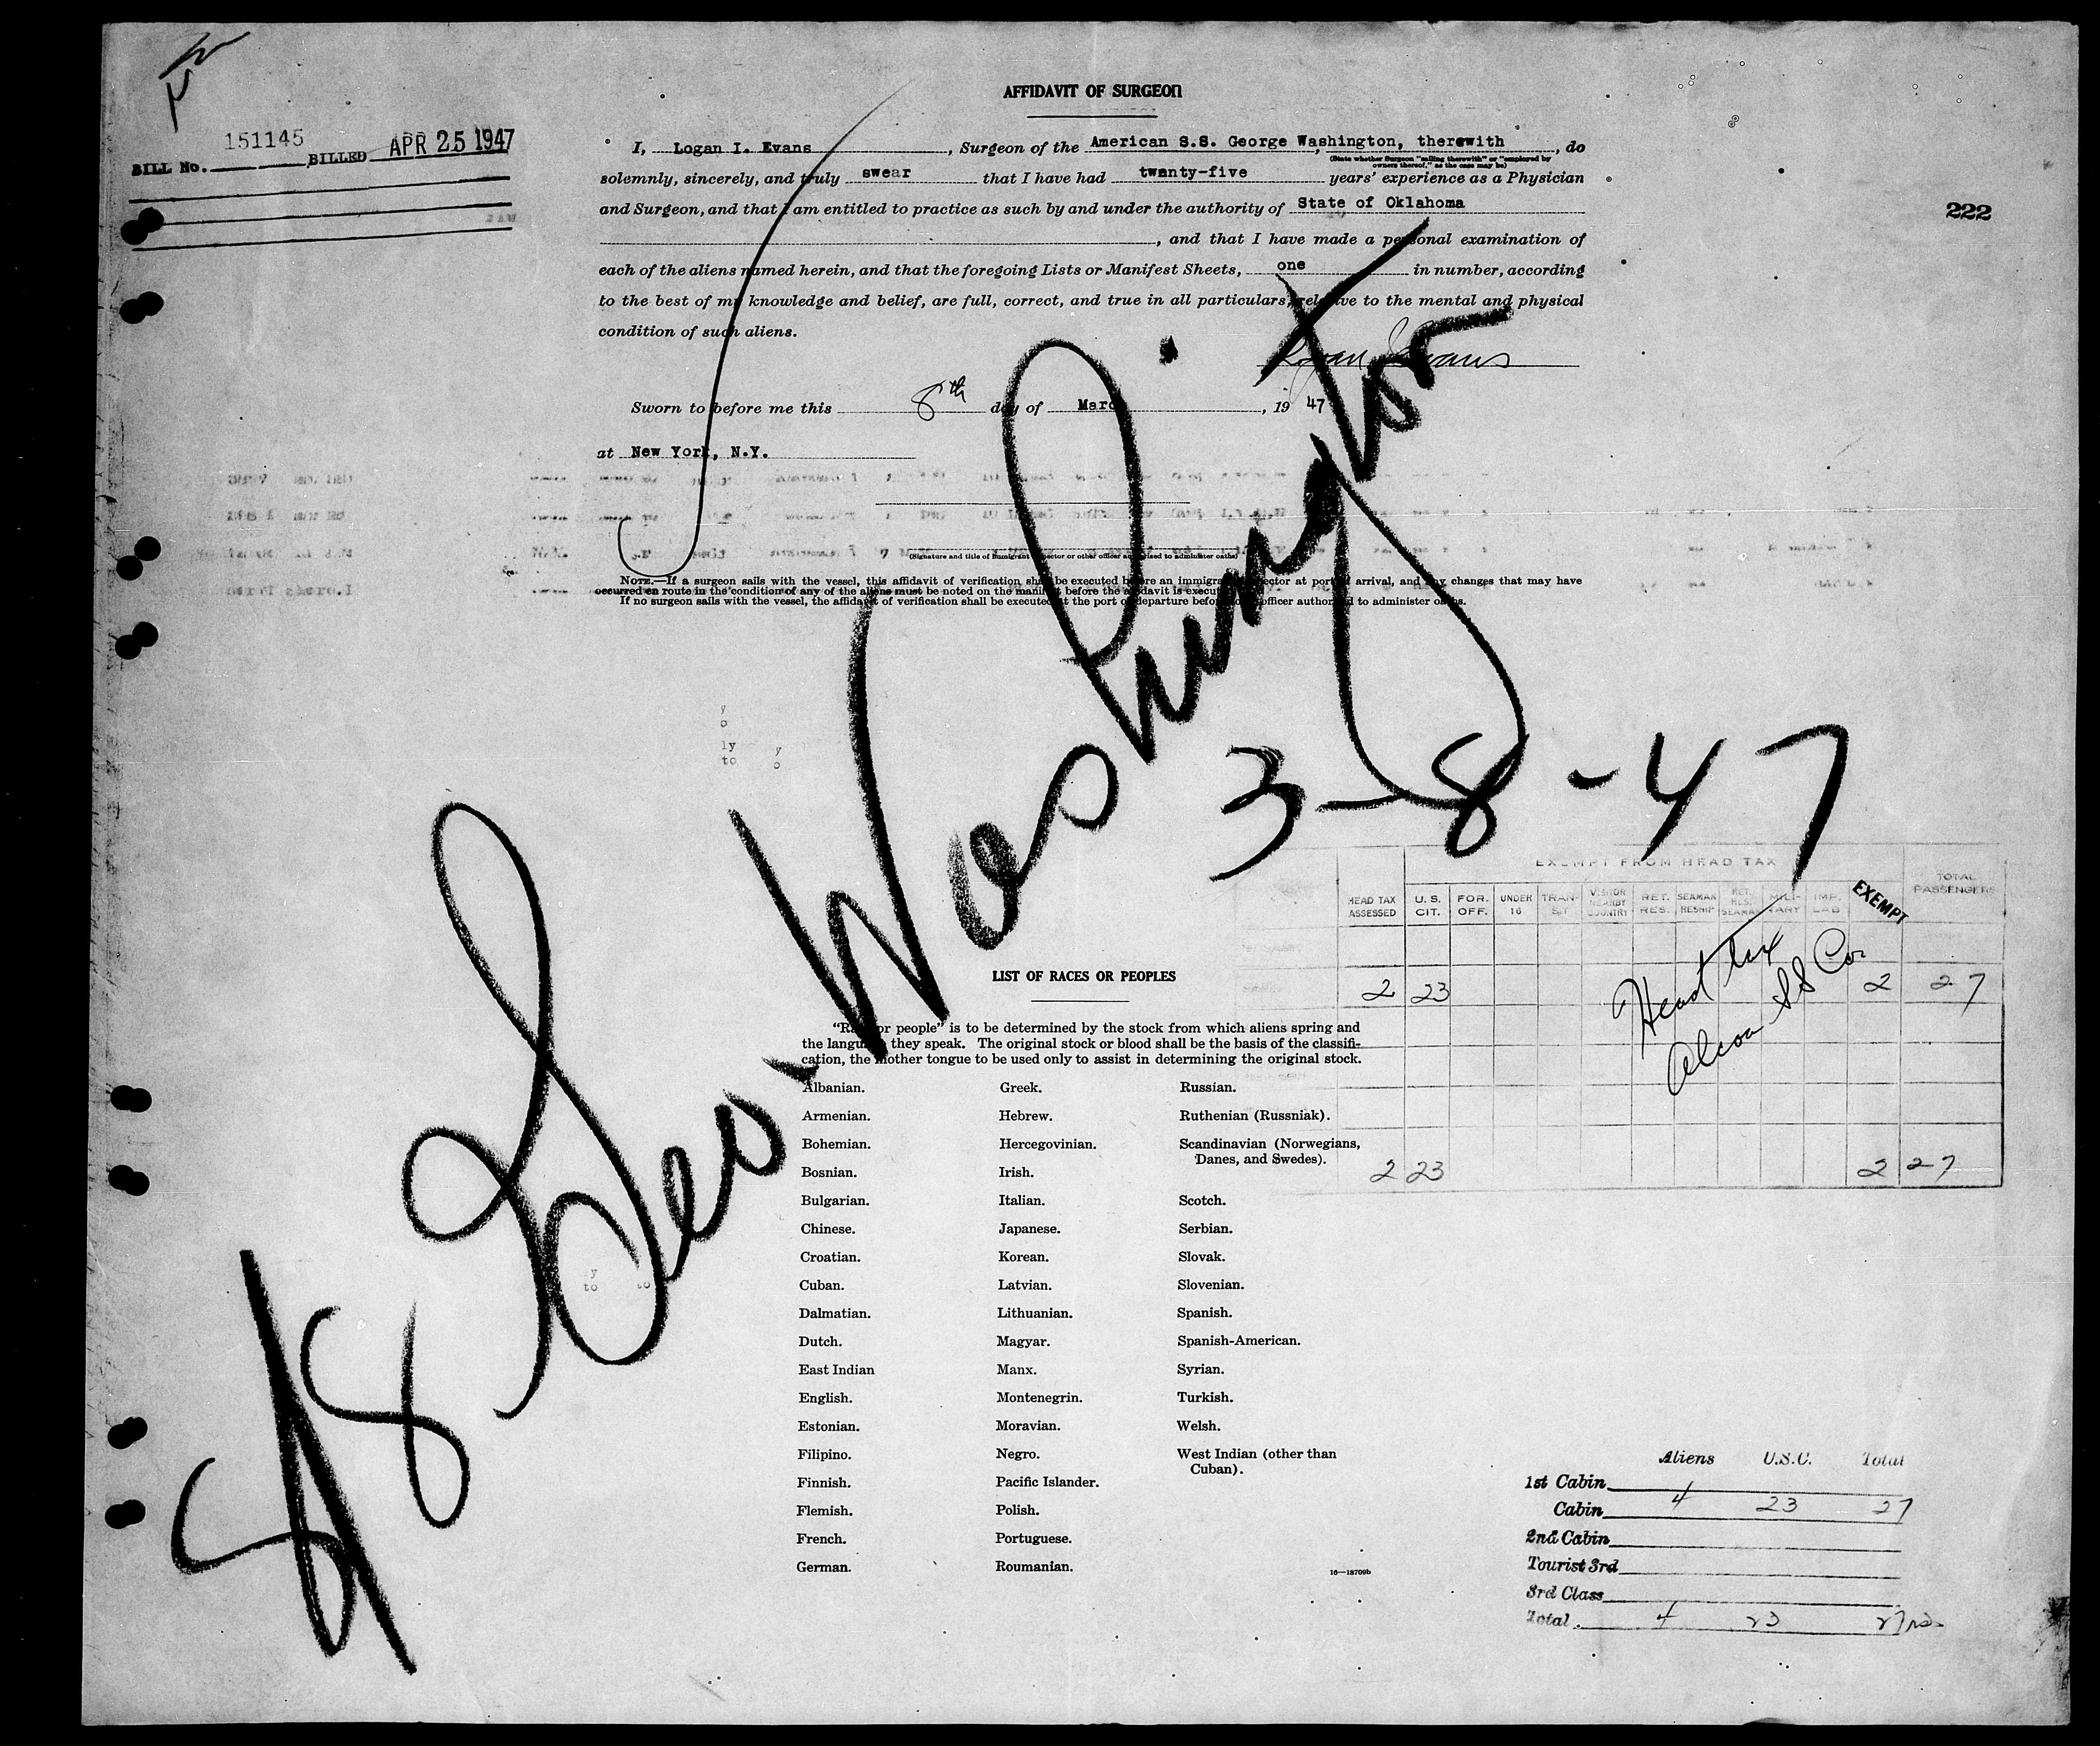 AFFIDAVIT OF SURGEON
151145
BILL No. BILLED APR 25 1947
I, Logan I. Evans, Surgeon of the American S.S. George Washington, therewith, do
(State whether Surgeon "sailing therewith" or "employed by owners thereof," as the case may be)
solemnly, sincerely, and truly swear that I have had twenty-five years' experience as a Physician
and Surgeon, and that I am entitled to practice as such by and under the authority of State of Oklahoma
222
, and that I have made a personal examination of
each of the aliens named herein, and that the foregoing Lists or Manifest Sheets, one in number, according
to the best of my knowledge and belief, are full, correct, and true in all particulars, relative to the mental and physical
condition of such aliens.
Logan I. Evans
Sworn to before me this 8th day of March, 19 47
at New York, N.Y.
(Signature and title of immigrant inspector or other officer authorised to administer oaths)
NOTE.—If a surgeon sails with the vessel, this affidavit of verification shall be executed before an immigrant inspector at port of arrival, and any changes that may have
occurred en route in the condition of any of the aliens must be noted on the manifest before the affidavit is executed.
If no surgeon sails with the vessel, the affidavit of verification shall be executed at the port of departure before an officer authorized to administer oaths.
SS Geo. Washington
3-8-47
EXEMPT FROM HEAD TAX
HEAD TAX ASSESSED U.S. CIT. FOR. OFF. UNDER 16 TRANSIT VISITOR NEARBY COUNTRY RET. RES. SEAMAN RESHIP RET. RES. SEAMAN MILITARY IMP. LAB EXEMPT TOTAL PASSENGERS
2 23 2 27
Head tax
Alcoa SS Co.
2 23 2 27
LIST OF RACES OR PEOPLES
"Race or people" is to be determined by the stock from which aliens spring and
the language they speak. The original stock or blood shall be the basis of the classifi-
cation, the mother tongue to be used only to assist in determining the original stock.
Albanian.
Armenian.
Bohemian.
Bosnian.
Bulgarian.
Chinese.
Croatian.
Cuban.
Dalmatian.
Dutch.
East Indian
English.
Estonian.
Filipino.
Finnish.
Flemish.
French.
German.
Greek.
Hebrew.
Hercegovinian.
Irish.
Italian.
Japanese.
Korean.
Latvian.
Lithuanian.
Magyar.
Manx.
Montenegrin.
Moravian.
Negro.
Pacific Islander.
Polish.
Portuguese.
Roumanian.
Russian.
Ruthenian (Russniak).
Scandinavian (Norwegians,
Danes, and Swedes).
Scotch.
Serbian.
Slovak.
Slovenian.
Spanish.
Spanish-American.
Syrian.
Turkish.
Welsh.
West Indian (other than
Cuban).
16—18709b
Aliens U.S.C. Total
1st Cabin
Cabin 4 23 27
2nd Cabin
Tourist 3rd
3rd Class
Total 4 23 27